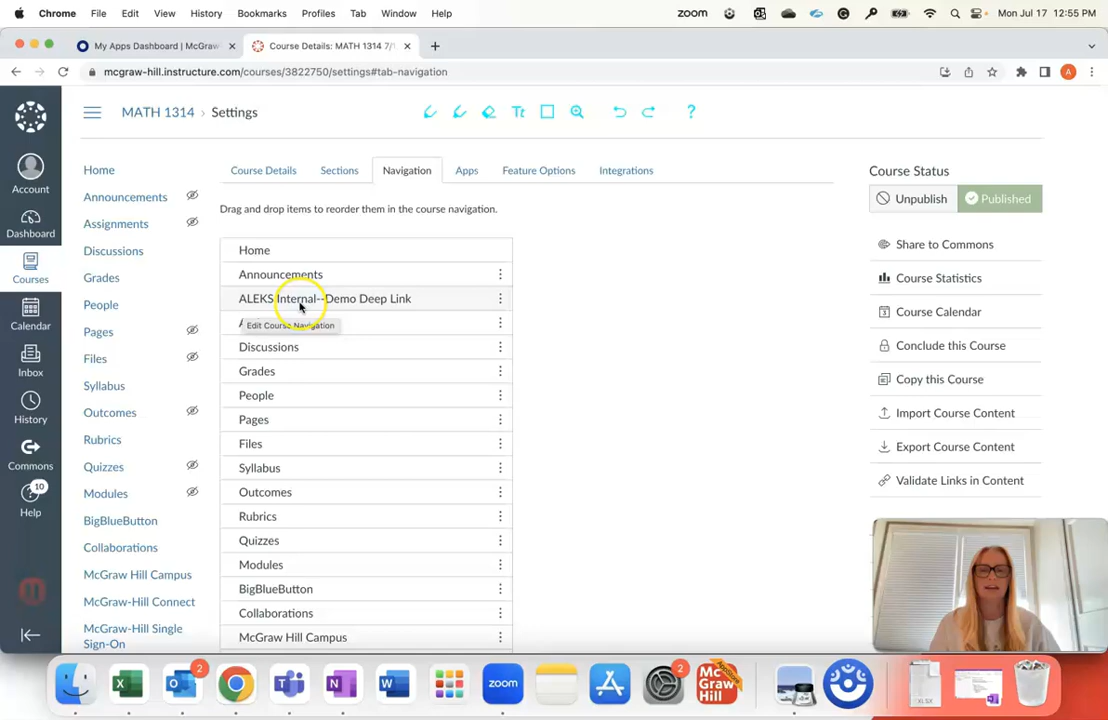 Chrome File Edit View History Bookmarks Profiles Tab Window Help zoom Mon Jul 17 12:55 PM
My Apps Dashboard | McGraw
Course Details: MATH 1314 7/1
mcgraw-hill.instructure.com/courses/3822750/settings#tab-navigation
MATH 1314 › Settings
Tt
?
Account
Dashboard
Courses
Calendar
Inbox
History
Commons
10
Help
Home
Announcements
Assignments
Discussions
Grades
People
Pages
Files
Syllabus
Outcomes
Rubrics
Quizzes
Modules
BigBlueButton
Collaborations
McGraw Hill Campus
McGraw-Hill Connect
McGraw-Hill Single
Sign-On
Course Details Sections Navigation Apps Feature Options Integrations
Drag and drop items to reorder them in the course navigation.
Home
Announcements
ALEKS Internal--Demo Deep Link
Edit Course Navigation
Discussions
Grades
People
Pages
Files
Syllabus
Outcomes
Rubrics
Quizzes
Modules
BigBlueButton
Collaborations
McGraw Hill Campus
Course Status
Unpublish Published
Share to Commons
Course Statistics
Course Calendar
Conclude this Course
Copy this Course
Import Course Content
Export Course Content
Validate Links in Content
2
2
zoom
Mc
Graw
Hill
XLSX